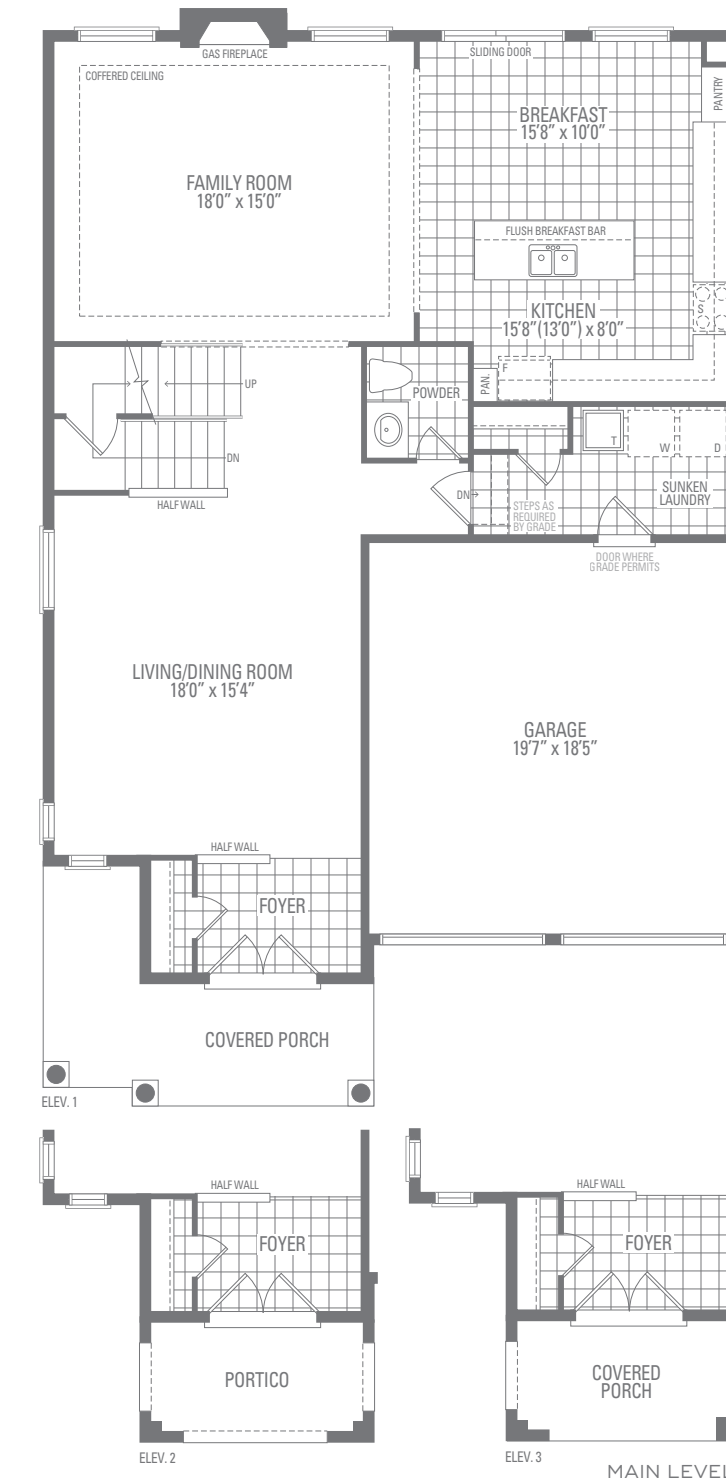 GAS FIREPLACE
SLIDING DOOR
COFFERED CEILING
PANTRY
BREAKFAST
15'8" x 10'0"
FAMILY ROOM
18'0" x 15'0"
FLUSH BREAKFAST BAR
S
KITCHEN
15'8"(13'0") x 8'0"
F
PAN.
UP
POWDER
DN
T
W
D
SUNKEN
LAUNDRY
HALF WALL
DN
STEPS AS
REQUIRED
BY GRADE
DOOR WHERE
GRADE PERMITS
LIVING/DINING ROOM
18'0" x 15'4"
GARAGE
19'7" x 18'5"
HALF WALL
FOYER
COVERED PORCH
ELEV. 1
HALF WALL
FOYER
PORTICO
ELEV. 2
HALF WALL
FOYER
COVERED
PORCH
ELEV. 3
MAIN LEVEL